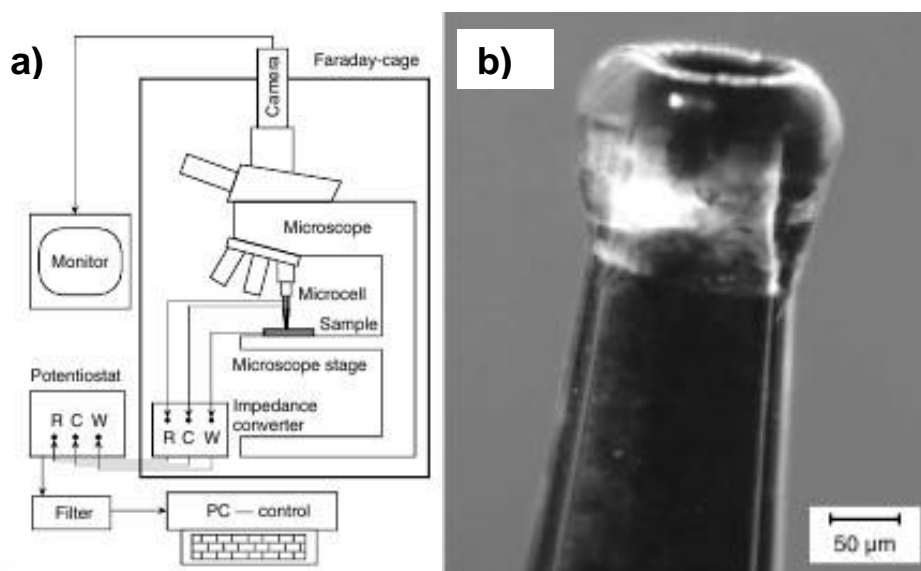 a)
Faraday-cage
Camera
Microscope
Monitor
Microcell
Sample
Microscope stage
Potentiostat
R C W
Impedance
converter
R C W
Filter
PC — control
b)
50 µm